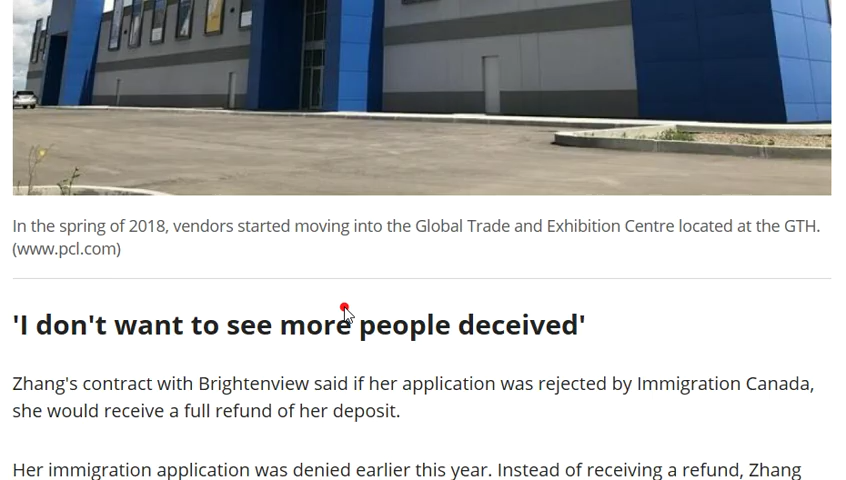 In the spring of 2018, vendors started moving into the Global Trade and Exhibition Centre located at the GTH.
(www.pcl.com)
'I don't want to see more people deceived'
Zhang's contract with Brightenview said if her application was rejected by Immigration Canada,
she would receive a full refund of her deposit.
Her immigration application was denied earlier this year. Instead of receiving a refund, Zhang